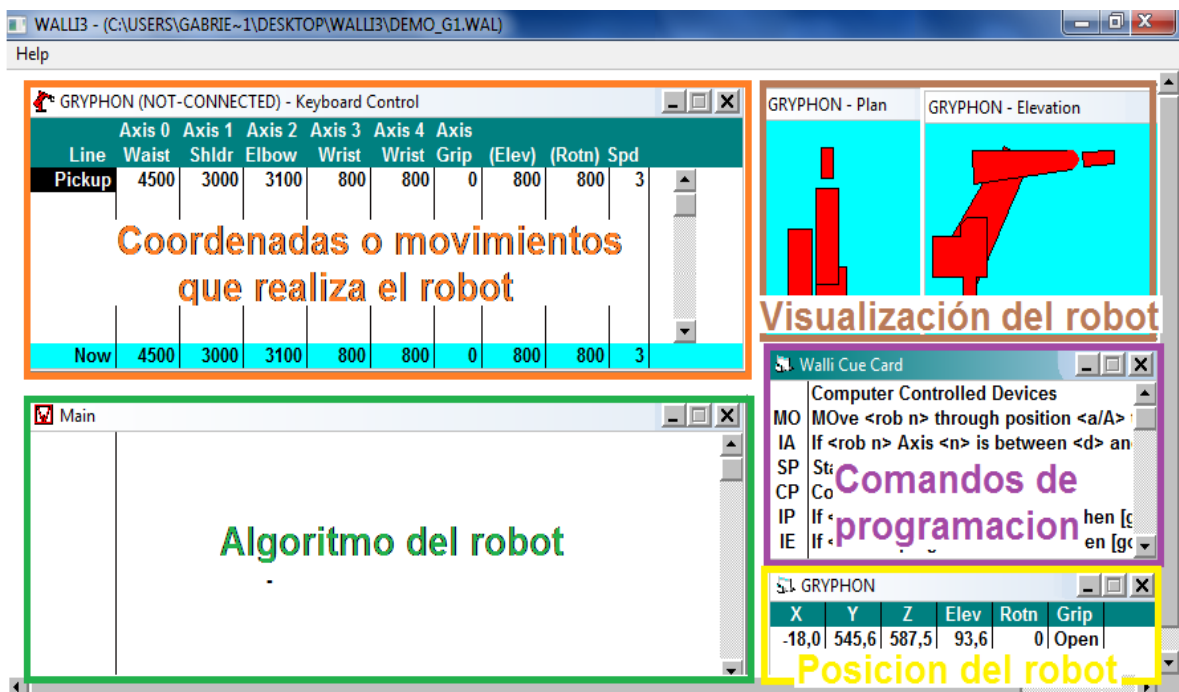 WALLI3 - (C:\USERS\GABRIE~1\DESKTOP\WALLI3\DEMO_G1.WAL)
Help
GRYPHON (NOT-CONNECTED) - Keyboard Control
Axis 0 Axis 1 Axis 2 Axis 3 Axis 4 Axis
Line Waist Shldr Elbow Wrist Wrist Grip (Elev) (Rotn) Spd
Pickup 4500 3000 3100 800 800 0 800 800 3
Coordenadas o movimientos
que realiza el robot
Now 4500 3000 3100 800 800 0 800 800 3
GRYPHON - Plan
GRYPHON - Elevation
Visualización del robot
Main
Algoritmo del robot
-
Walli Cue Card
Computer Controlled Devices
MO MOve <rob n> through position <a/A>
IA If <rob n> Axis <n> is between <d> an
SP
CP Co
IP If < hen [g
IE If < en [g
Comandos de
programacion
GRYPHON
X Y Z Elev Rotn Grip
-18,0 545,6 587,5 93,6 0 Open
Posicion del robot